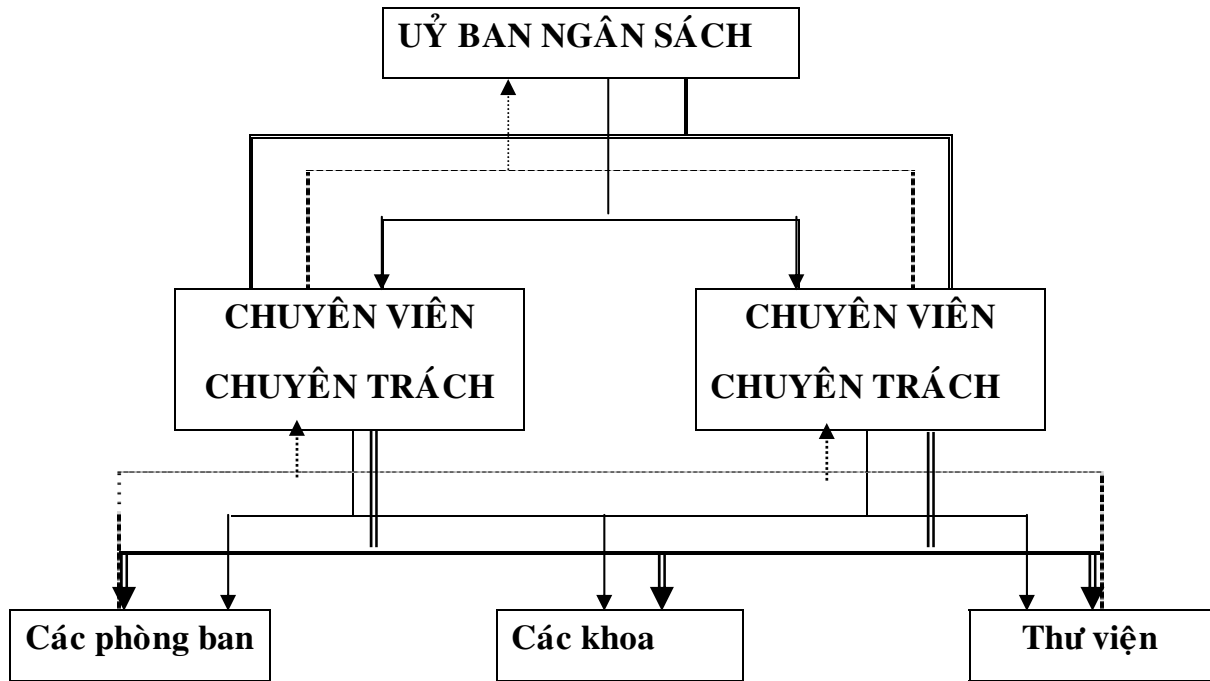 UỶ BAN NGÂN SÁCH
CHUYÊN VIÊN
CHUYÊN TRÁCH
CHUYÊN VIÊN
CHUYÊN TRÁCH
Các phòng ban
Các khoa
Thư viện